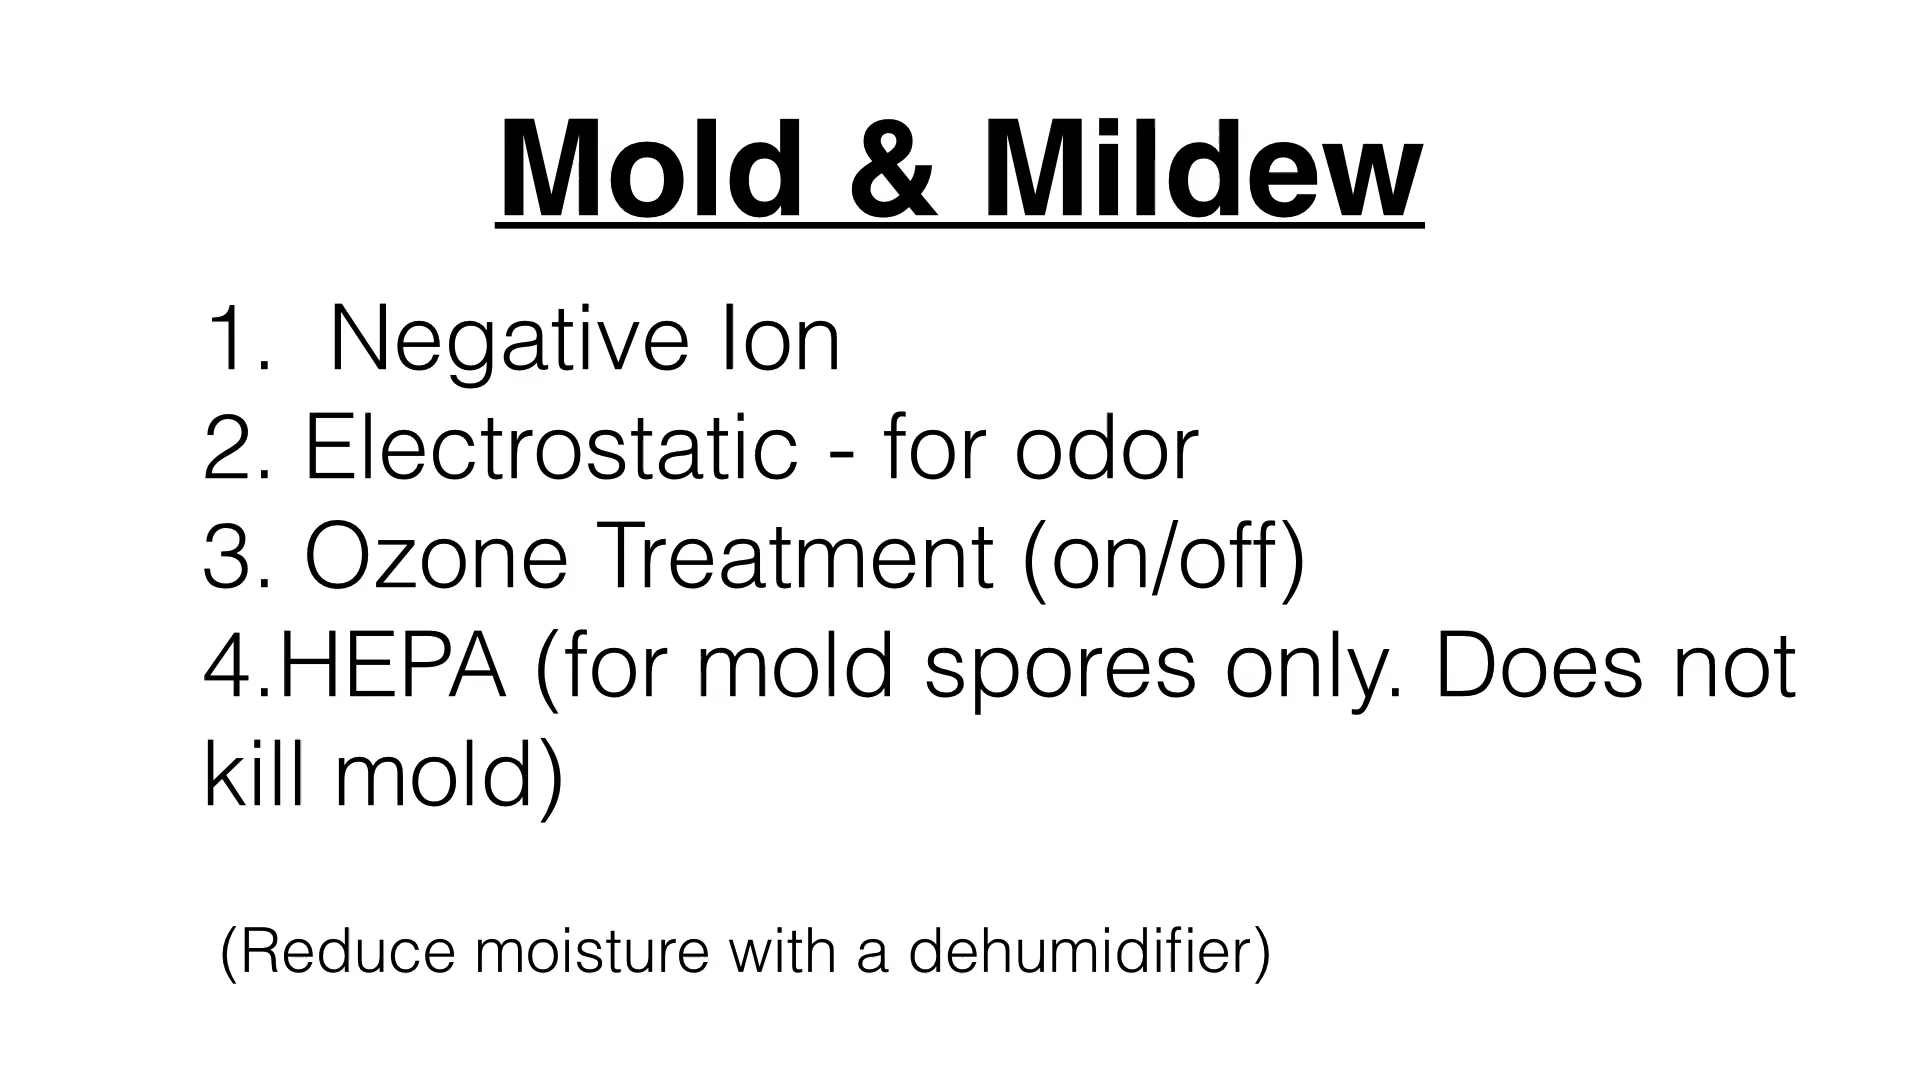 Mold & Mildew
1. Negative Ion
2. Electrostatic - for odor
3. Ozone Treatment (on/off)
4.HEPA (for mold spores only. Does not
kill mold)
(Reduce moisture with a dehumidifier)